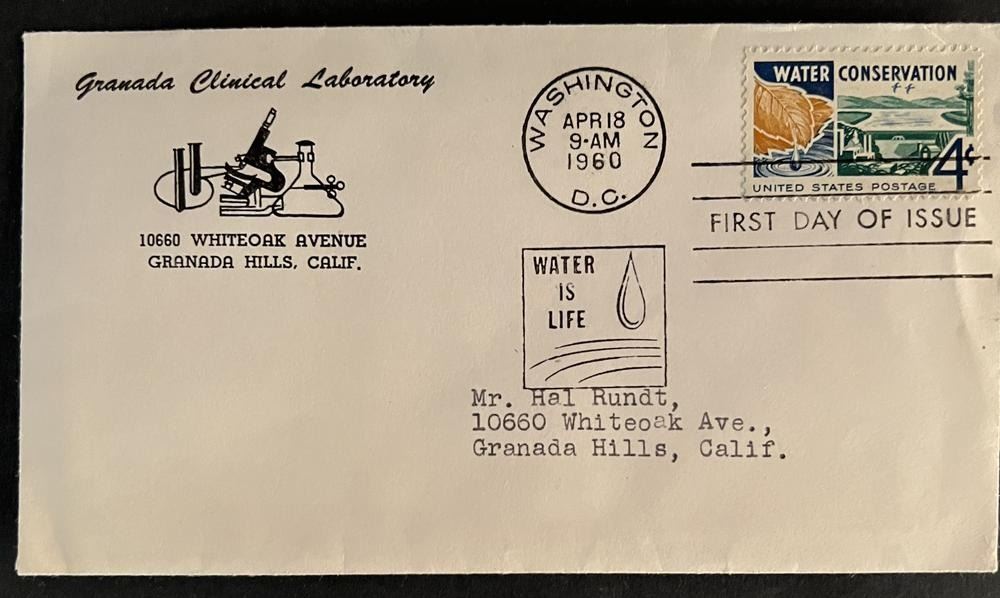 Granada Clinical Laboratory
10660 WHITEOAK AVENUE
GRANADA HILLS, CALIF.
WASHINGTON
APR 18
9-AM
1960
D.C.
WATER CONSERVATION
4¢
UNITED STATES POSTAGE
FIRST DAY OF ISSUE
WATER
IS
LIFE
Mr. Hal Rundt,
10660 Whiteoak Ave.,
Granada Hills, Calif.